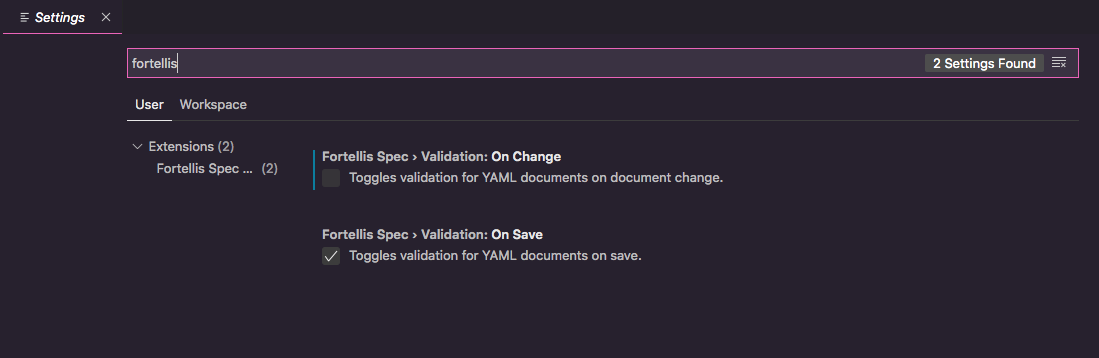 Settings
fortellis
2 Settings Found
User Workspace
Extensions (2)
Fortellis Spec ... (2)
Fortellis Spec › Validation: On Change
Toggles validation for YAML documents on document change.
Fortellis Spec › Validation: On Save
Toggles validation for YAML documents on save.